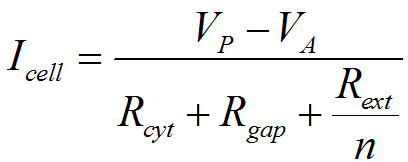 I_cell = (V_P − V_A) / (R_cyt + R_gap + R_ext / n)